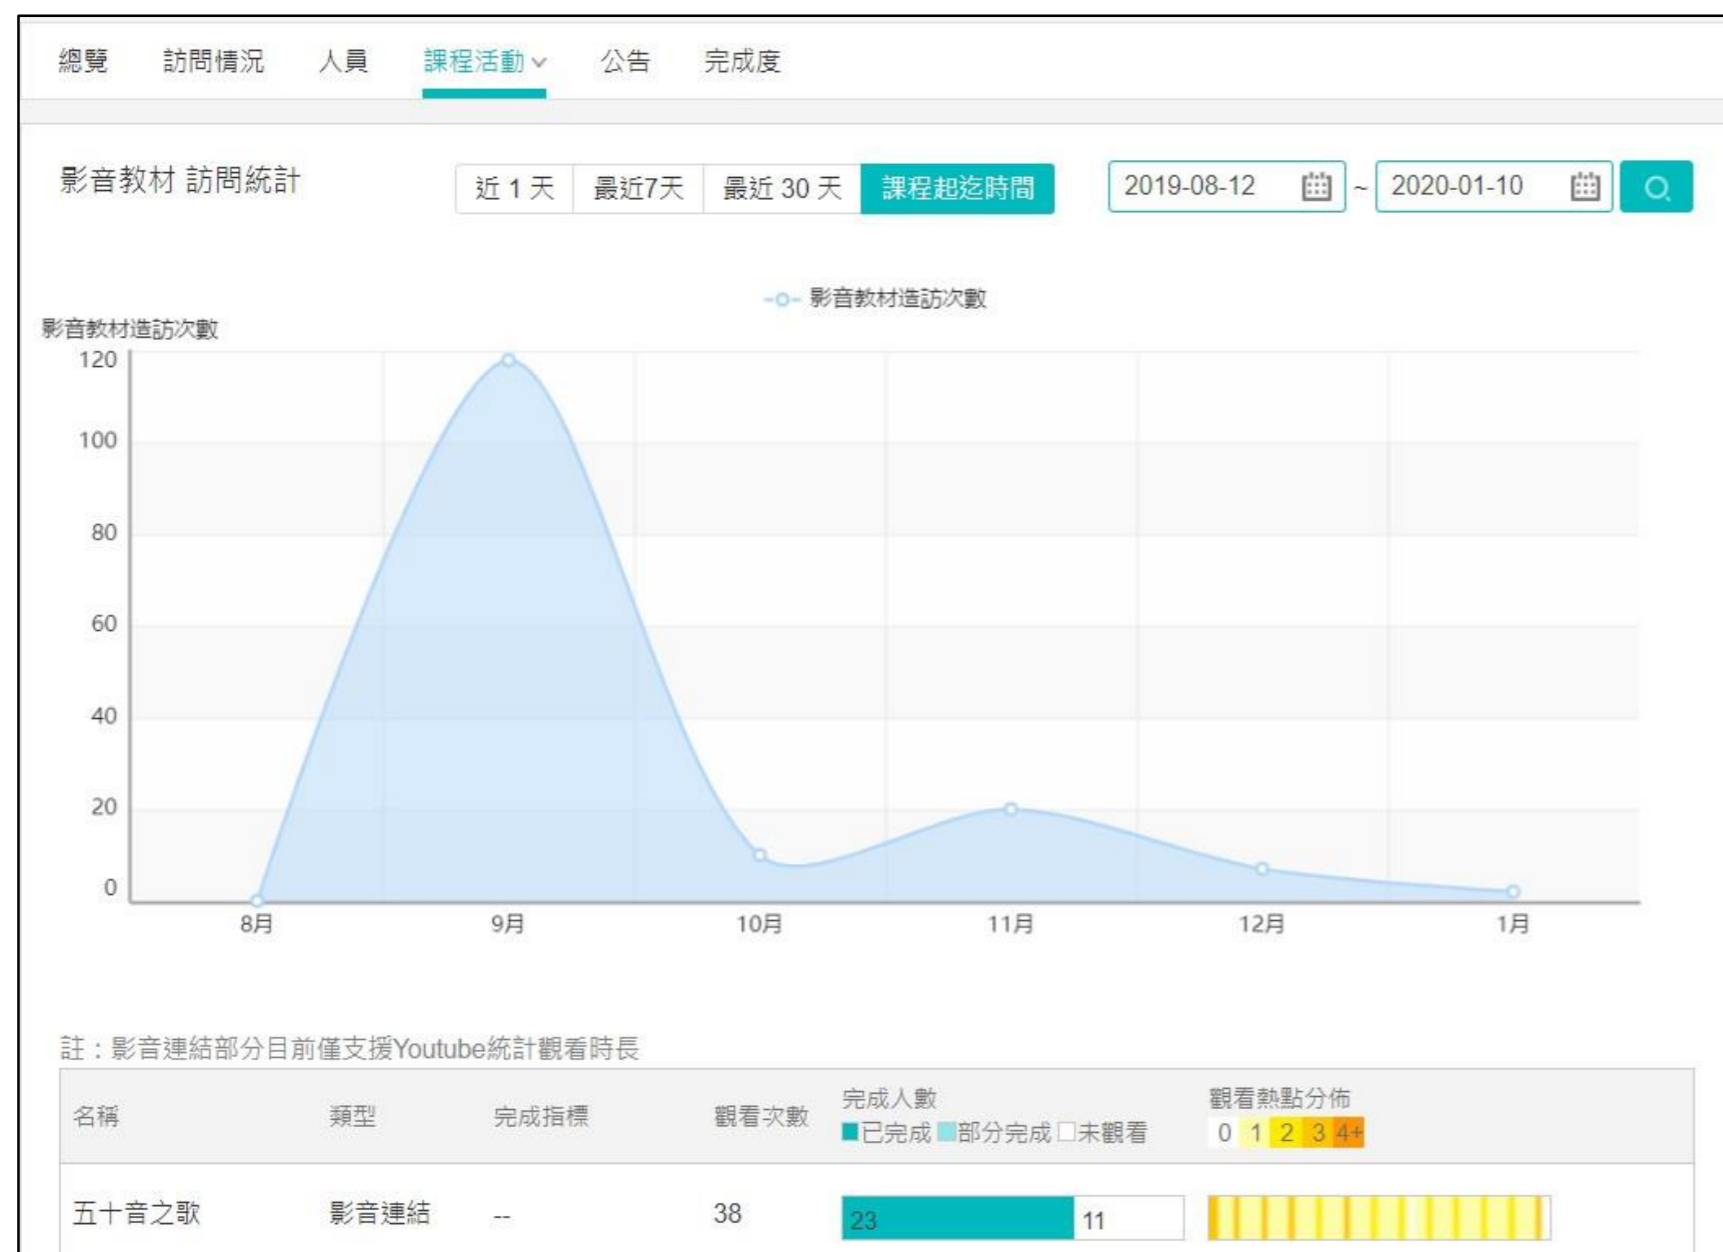 總覽 訪問情況 人員 課程活動 公告 完成度
影音教材 訪問統計 近 1 天 最近7天 最近 30 天 課程起迄時間 2019-08-12 ~ 2020-01-10
影音教材造訪次數
影音教材造訪次數
120
100
80
60
40
20
0
8月 9月 10月 11月 12月 1月
註：影音連結部分目前僅支援Youtube統計觀看時長
名稱 類型 完成指標 觀看次數 完成人數 觀看熱點分佈
已完成 部分完成 未觀看 0 1 2 3 4+
五十音之歌 影音連結 -- 38 23 11